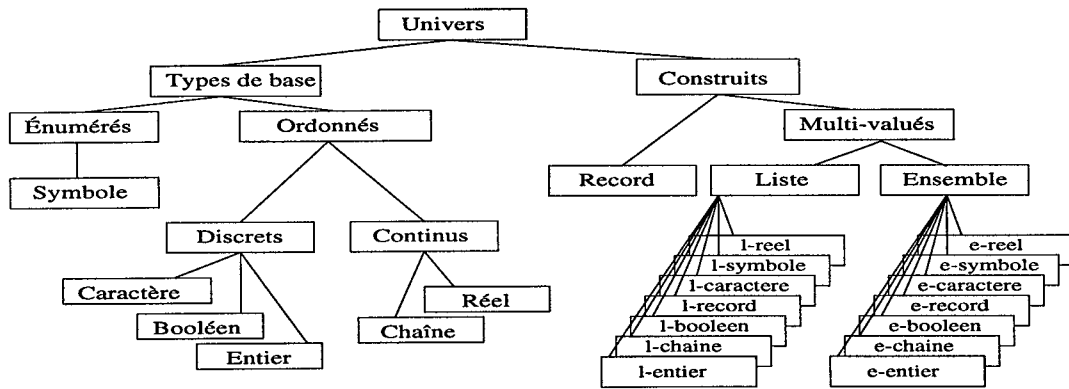 Univers
Types de base
Construits
Énumérés
Ordonnés
Multi-valués
Symbole
Record
Liste
Ensemble
Discrets
Continus
l-reel
e-reel
l-symbole
e-symbole
Caractère
l-caractere
e-caractere
Réel
l-record
e-record
Booléen
Chaîne
l-booleen
e-booleen
Entier
l-chaine
e-chaine
l-entier
e-entier